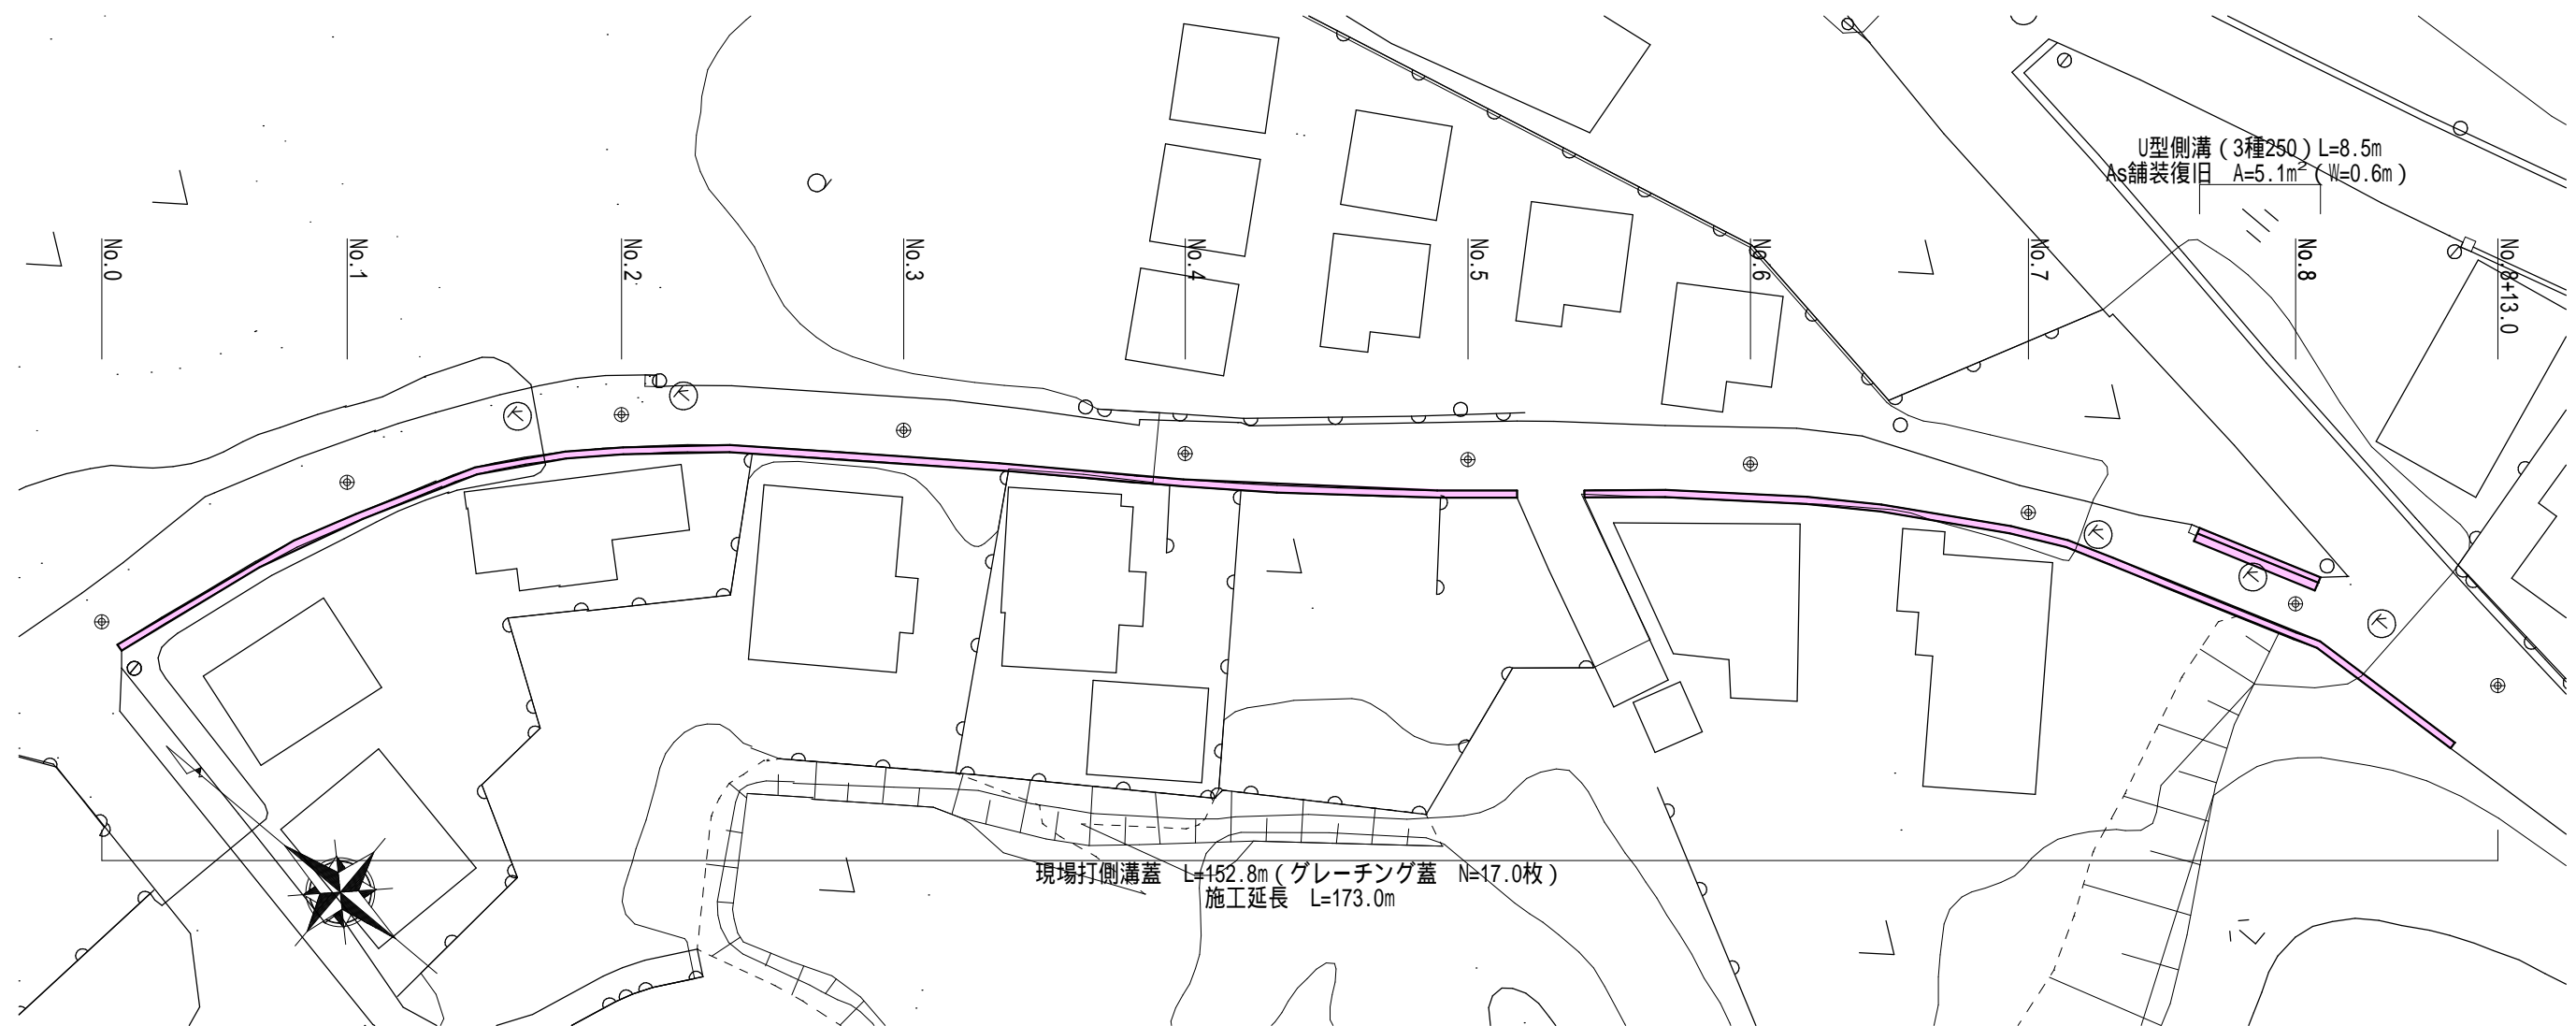 U型側溝（3種250）L=8.5m
As舗装復旧　A=5.1m²（W=0.6m）
No.0
No.1
No.2
No.3
No.4
No.5
No.6
No.7
No.8
No.8+13.0
現場打側溝蓋　L=152.8m（グレーチング蓋　N=17.0枚）
施工延長　L=173.0m